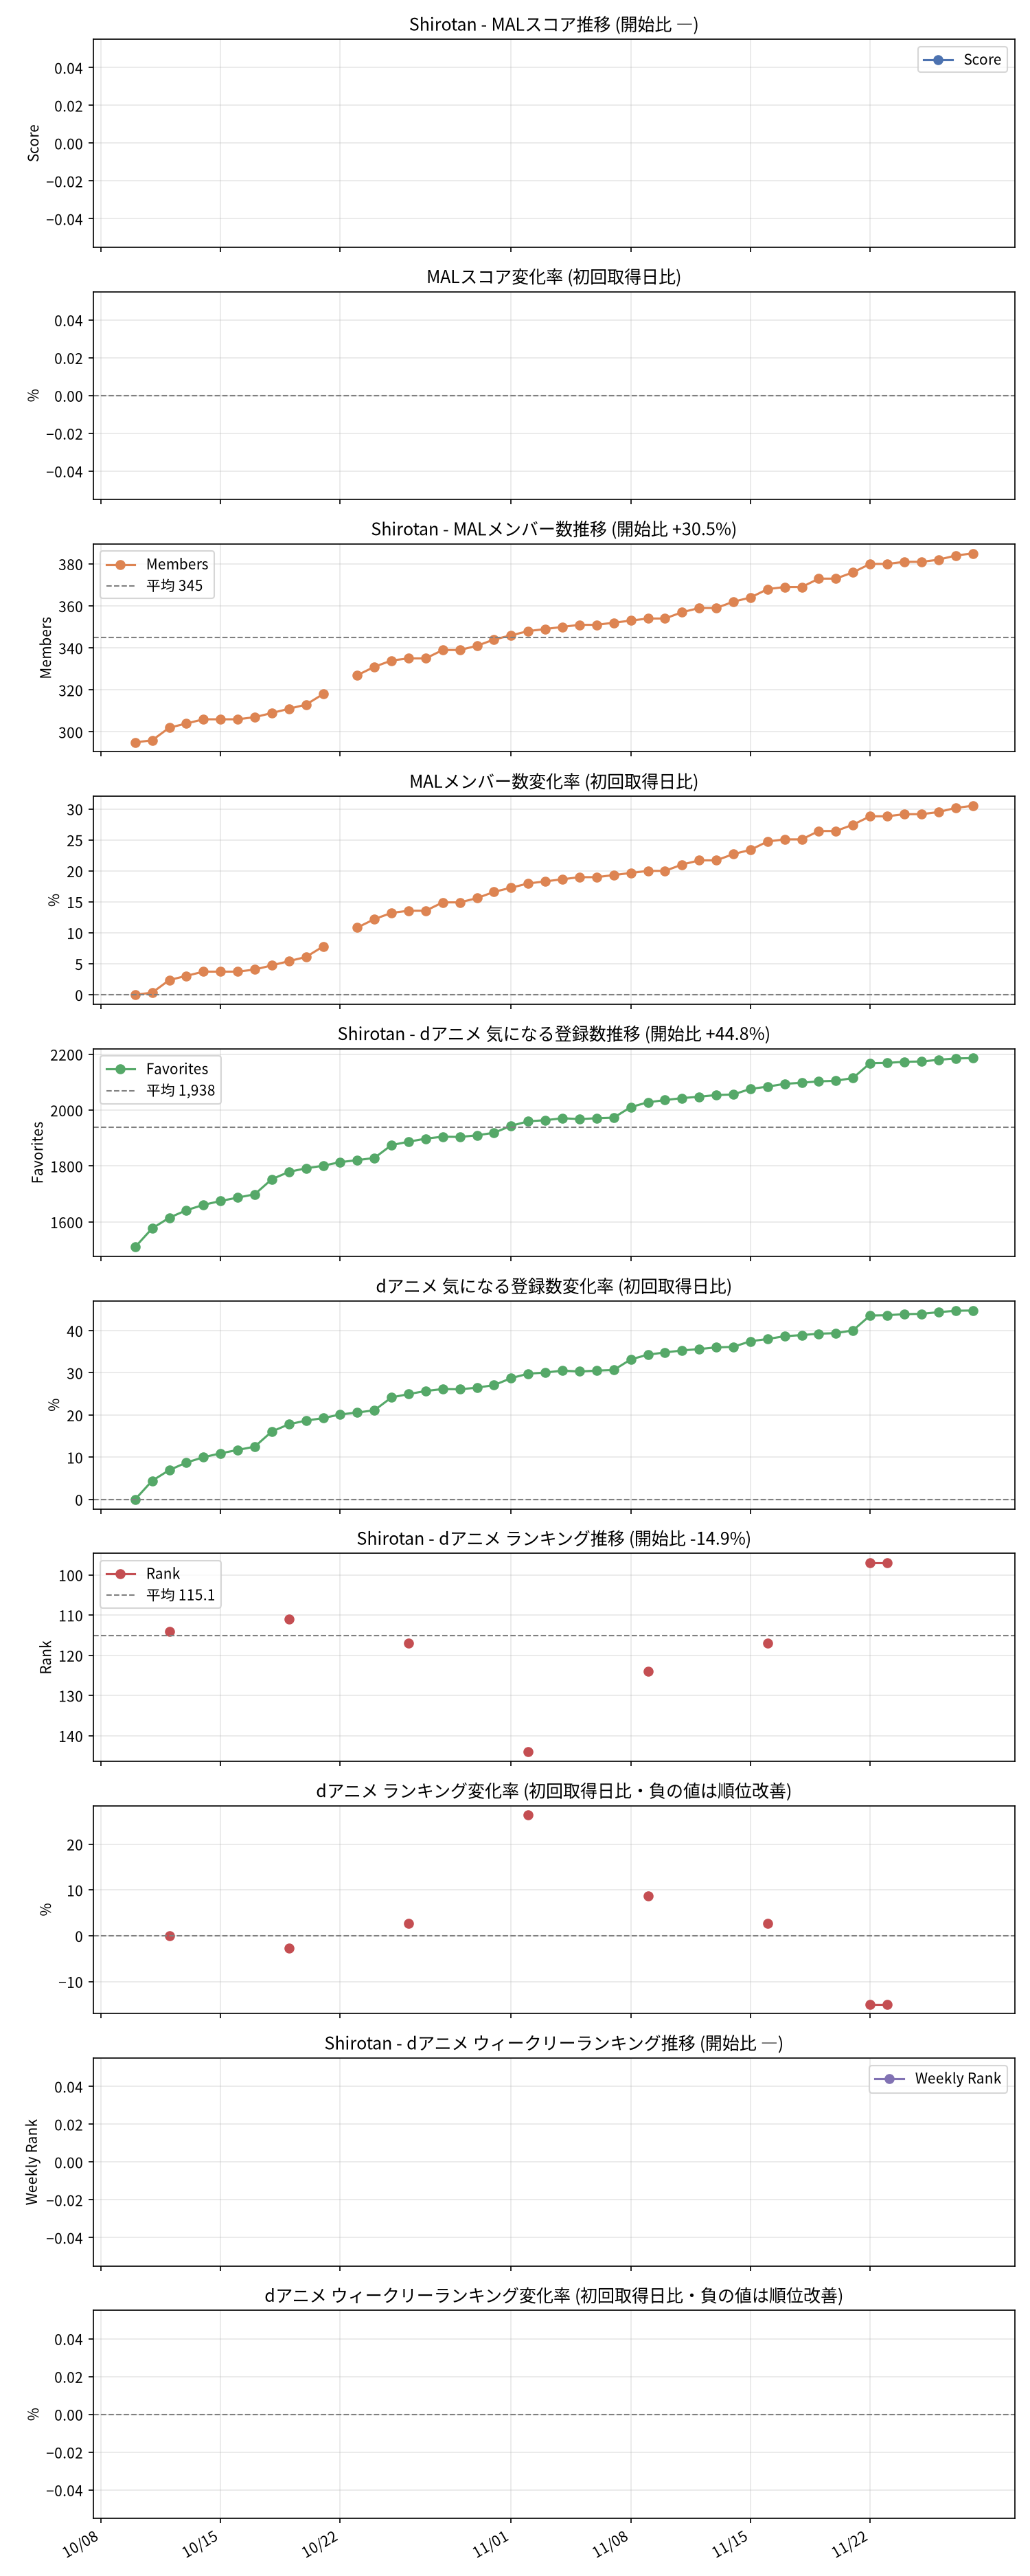 Shirotan - MALスコア推移 (開始比 —)
Score
0.04
0.02
0.00
−0.02
−0.04
Score
MALスコア変化率 (初回取得日比)
0.04
0.02
0.00
−0.02
−0.04
%
Shirotan - MALメンバー数推移 (開始比 +30.5%)
Members
平均 345
380
360
340
320
300
Members
MALメンバー数変化率 (初回取得日比)
30
25
20
15
10
5
0
%
Shirotan - dアニメ 気になる登録数推移 (開始比 +44.8%)
Favorites
平均 1,938
2200
2000
1800
1600
Favorites
dアニメ 気になる登録数変化率 (初回取得日比)
40
30
20
10
0
%
Shirotan - dアニメ ランキング推移 (開始比 -14.9%)
Rank
平均 115.1
100
110
120
130
140
Rank
dアニメ ランキング変化率 (初回取得日比・負の値は順位改善)
20
10
0
−10
%
Shirotan - dアニメ ウィークリーランキング推移 (開始比 —)
Weekly Rank
0.04
0.02
0.00
−0.02
−0.04
Weekly Rank
dアニメ ウィークリーランキング変化率 (初回取得日比・負の値は順位改善)
0.04
0.02
0.00
−0.02
−0.04
%
10/08
10/15
10/22
11/01
11/08
11/15
11/22